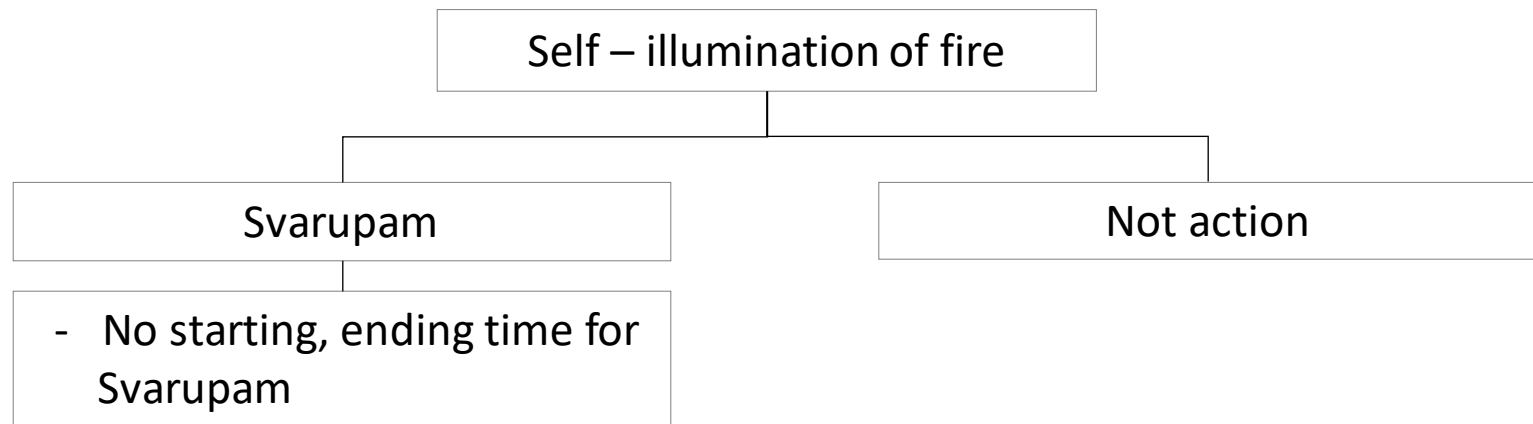 Self – illumination of fire
Svarupam
Not action
- No starting, ending time for
Svarupam